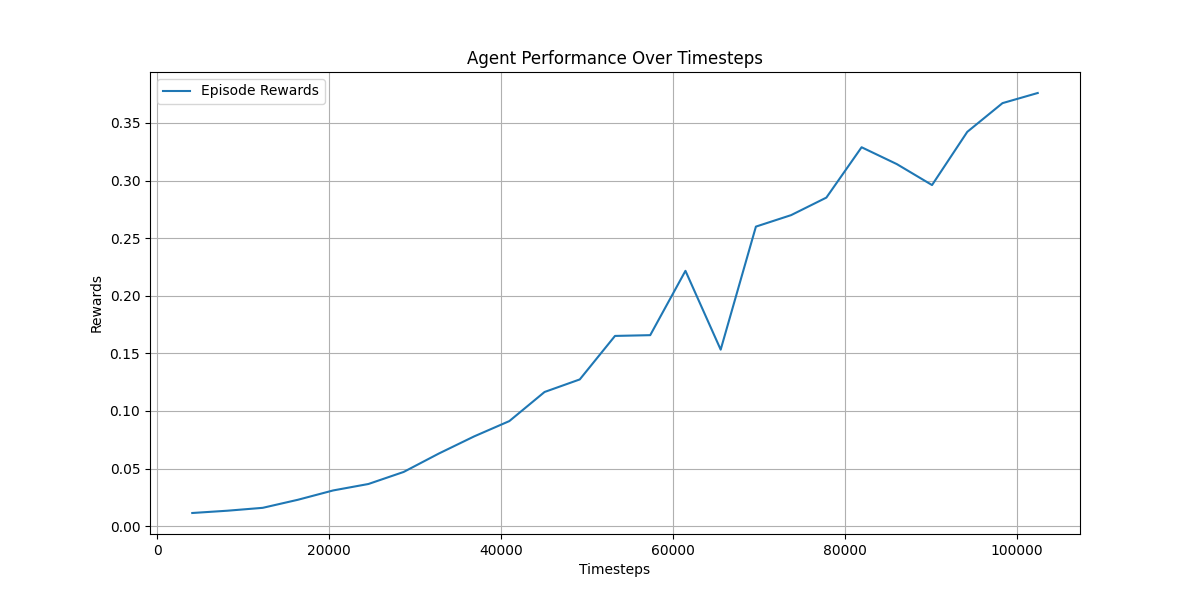 Agent Performance Over Timesteps
Episode Rewards
Rewards
0.35
0.30
0.25
0.20
0.15
0.10
0.05
0.00
0 20000 40000 60000 80000 100000
Timesteps